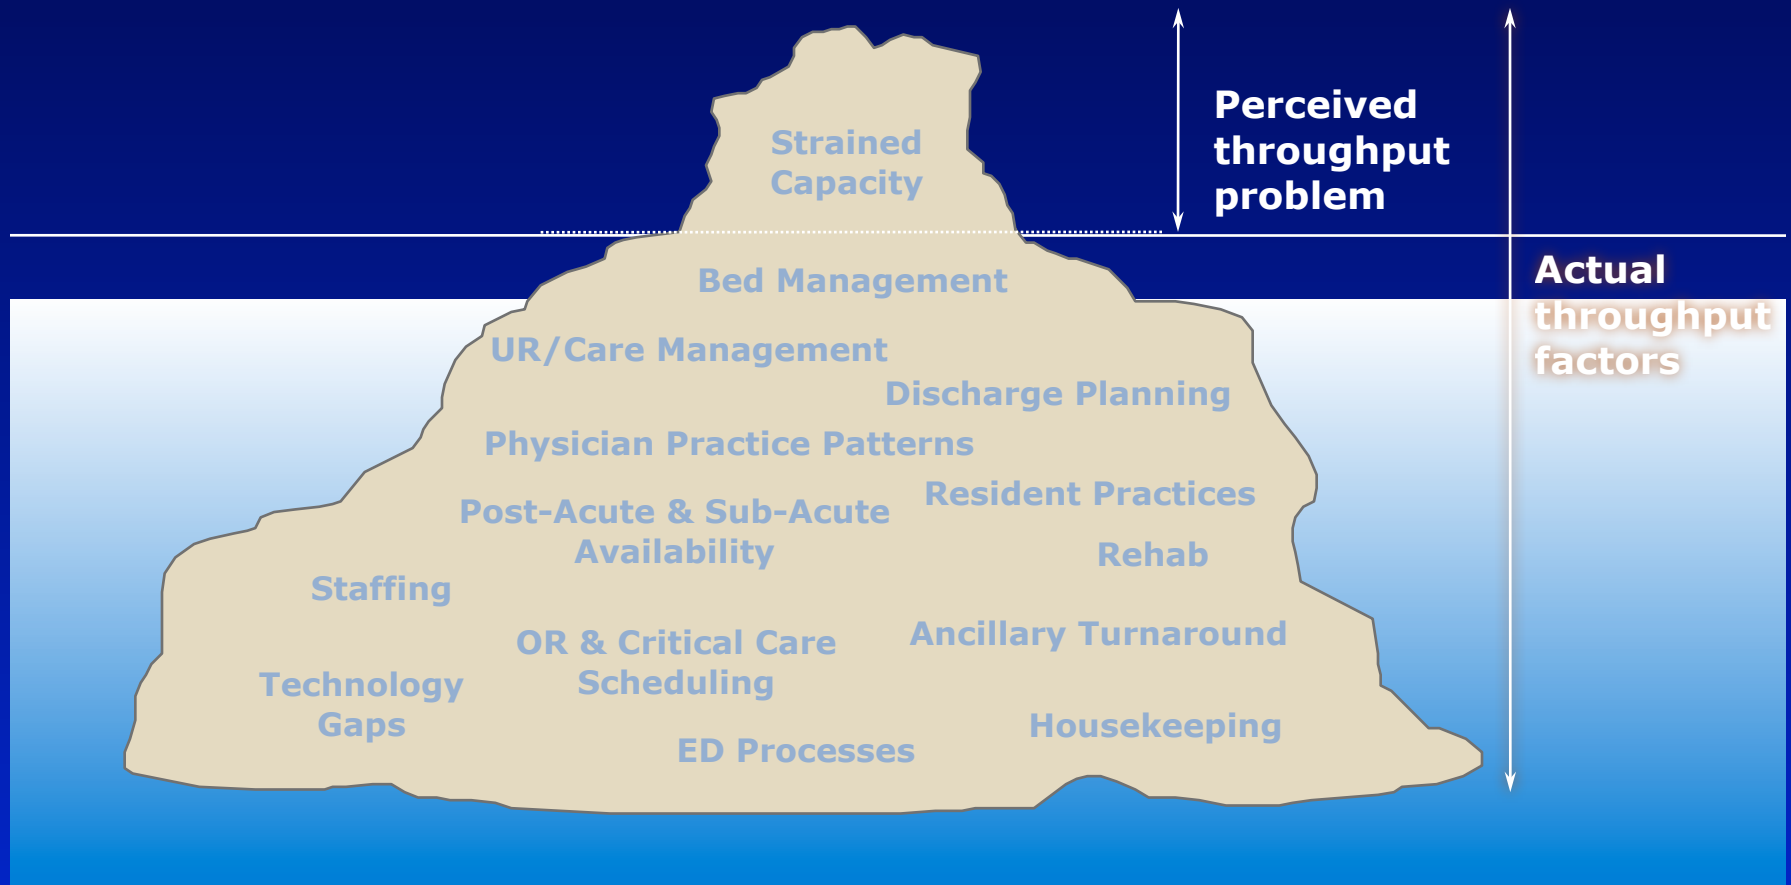 Strained
Capacity
Perceived
throughput
problem
Actual
throughput
factors
Bed Management
UR/Care Management
Discharge Planning
Physician Practice Patterns
Resident Practices
Post-Acute & Sub-Acute
Availability
Rehab
Staffing
OR & Critical Care
Scheduling
Ancillary Turnaround
Technology
Gaps
Housekeeping
ED Processes